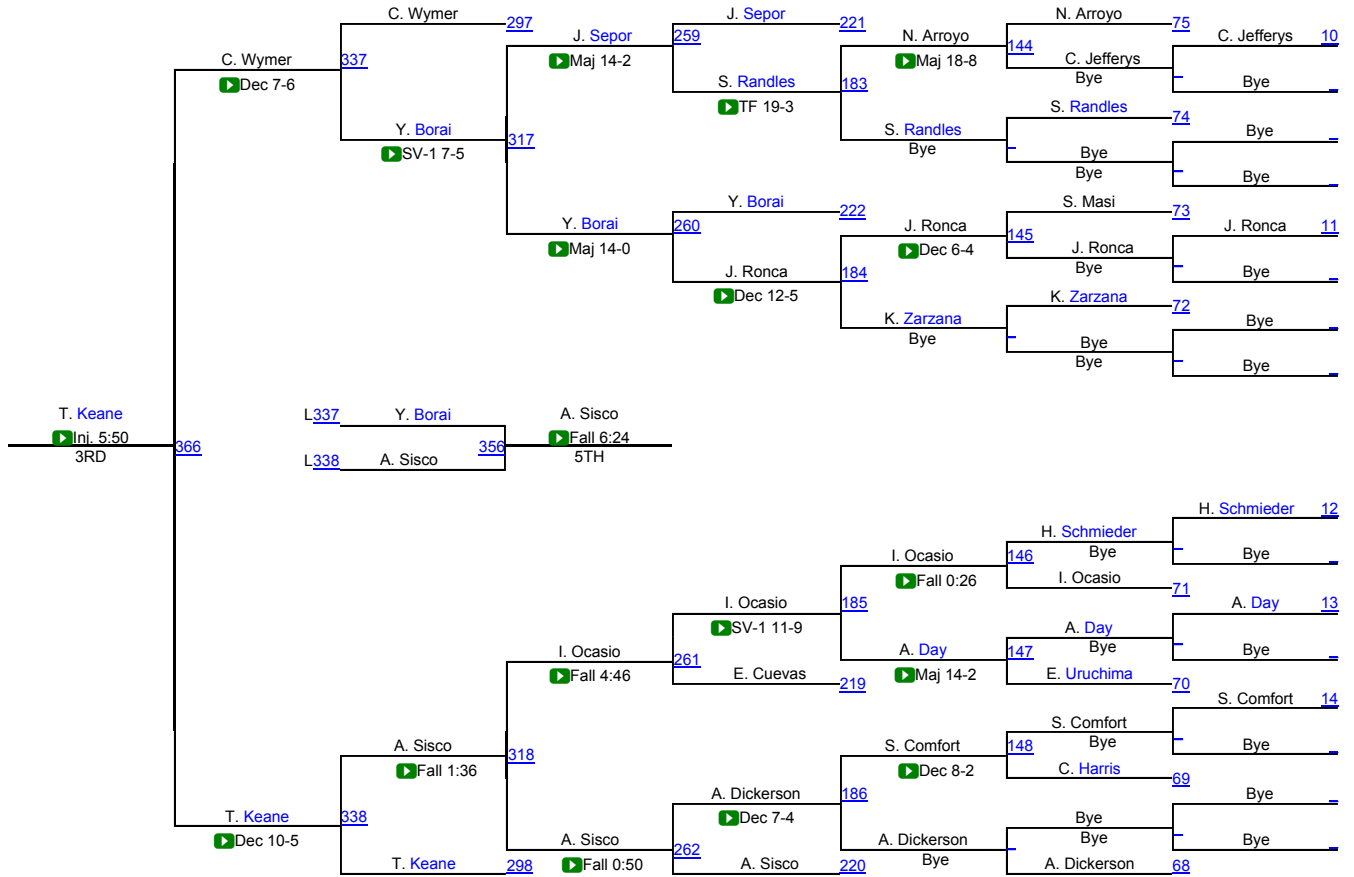 C. Wymer
297
J. Sepor
221
N. Arroyo
75
J. Sepor
259
N. Arroyo
C. Jefferys 10
C. Wymer
337
Maj 14-2
Maj 18-8
144
C. Jefferys
Bye
Dec 7-6
S. Randles
183
Bye
TF 19-3
S. Randles
74
Y. Borai
317
S. Randles
Bye
Bye
SV-1 7-5
Bye
Bye
Bye
Y. Borai
222
S. Masi
73
Y. Borai
260
J. Ronca
145
J. Ronca 11
Maj 14-0
Dec 6-4
J. Ronca
Bye
J. Ronca
184
Bye
Dec 12-5
K. Zarzana
72
K. Zarzana
Bye
Bye
Bye
Bye
Bye
T. Keane
L337 Y. Borai
A. Sisco
Inj. 5:50
366
356
Fall 6:24
3RD
L338 A. Sisco
5TH
H. Schmieder 12
H. Schmieder
Bye
I. Ocasio
146
Bye
Fall 0:26
I. Ocasio
71
I. Ocasio
185
A. Day 13
SV-1 11-9
A. Day
Bye
I. Ocasio
261
A. Day
147
Bye
Fall 4:46
E. Cuevas
219
Maj 14-2
E. Uruchima
70
S. Comfort 14
S. Comfort
Bye
A. Sisco
318
S. Comfort
148
Bye
Fall 1:36
Dec 8-2
C. Harris
69
A. Dickerson
186
Bye
T. Keane
338
Dec 7-4
Bye
Bye
Dec 10-5
A. Sisco
262
A. Dickerson
Bye
Bye
T. Keane
298
Fall 0:50
A. Sisco
220
A. Dickerson
68